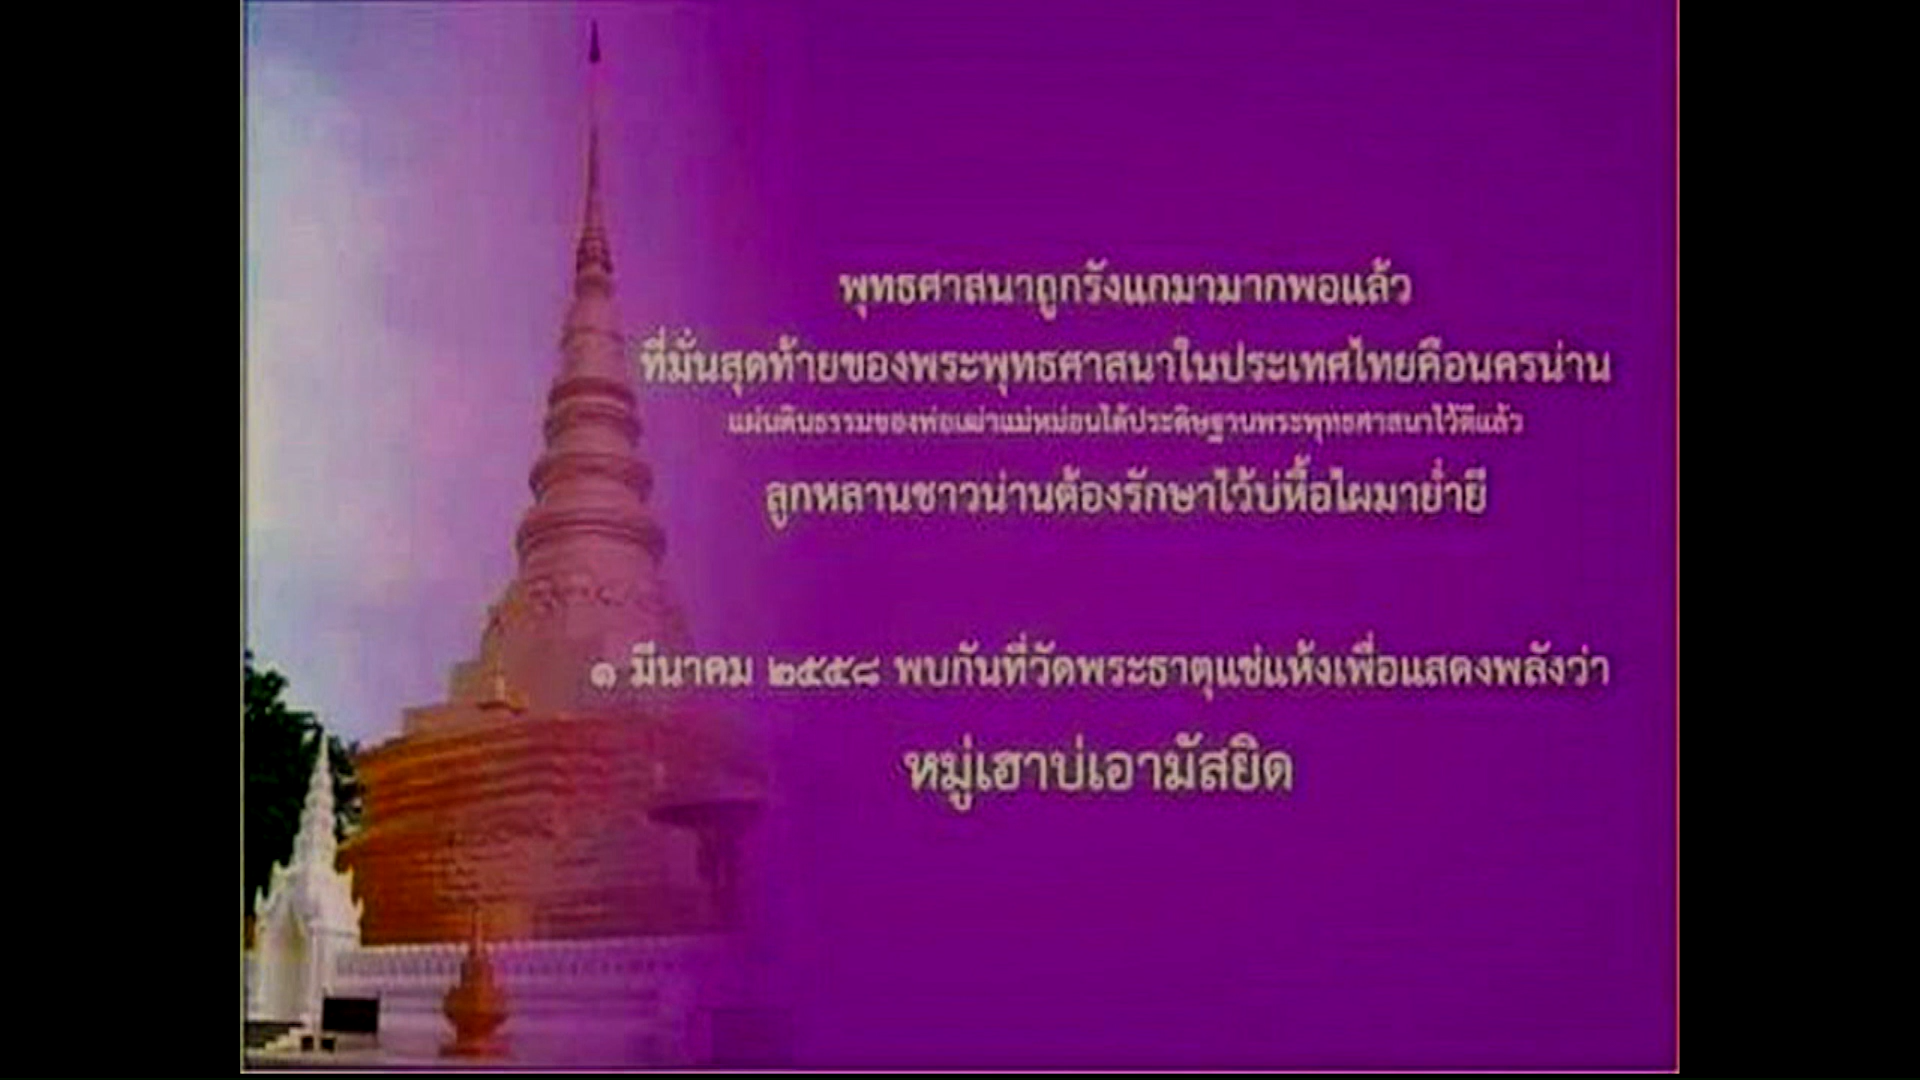 พุทธศาสนาถูกรังแกมามากพอแล้ว
ที่มั่นสุดท้ายของพระพุทธศาสนาในประเทศไทยคือนครน่าน
แผ่นดินธรรมของพ่อเฒ่าแม่หม่อนได้ประดิษฐานพระพุทธศาสนาไว้ดีแล้ว
ลูกหลานชาวน่านต้องรักษาไว้บ่หื้อไผมาย่ำยี
๑ มีนาคม ๒๕๕๘ พบกันที่วัดพระธาตุแช่แห้งเพื่อแสดงพลังว่า
หมู่เฮาบ่เอามัสยิด